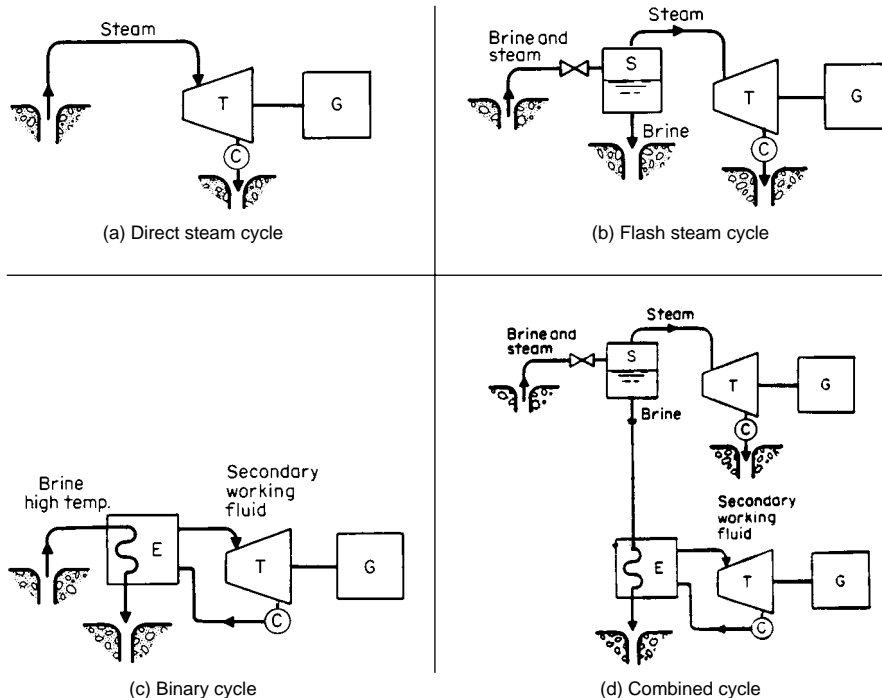 Steam
T
G
C
(a) Direct steam cycle
Steam
Brine and
steam
S
T
G
Brine
C
(b) Flash steam cycle
Brine
high temp.
Secondary
working
fluid
E
T
G
C
(c) Binary cycle
Steam
Brine and
steam
S
T
G
Brine
C
Secondary
working
fluid
E
T
G
C
(d) Combined cycle